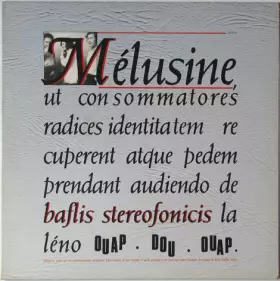 Mélusine,
ut consommatores
radices identitatem re
cuperent atque pedem
prendant audiendo de
baflis stereofonicis la
léno OUAP · DOU . OUAP.